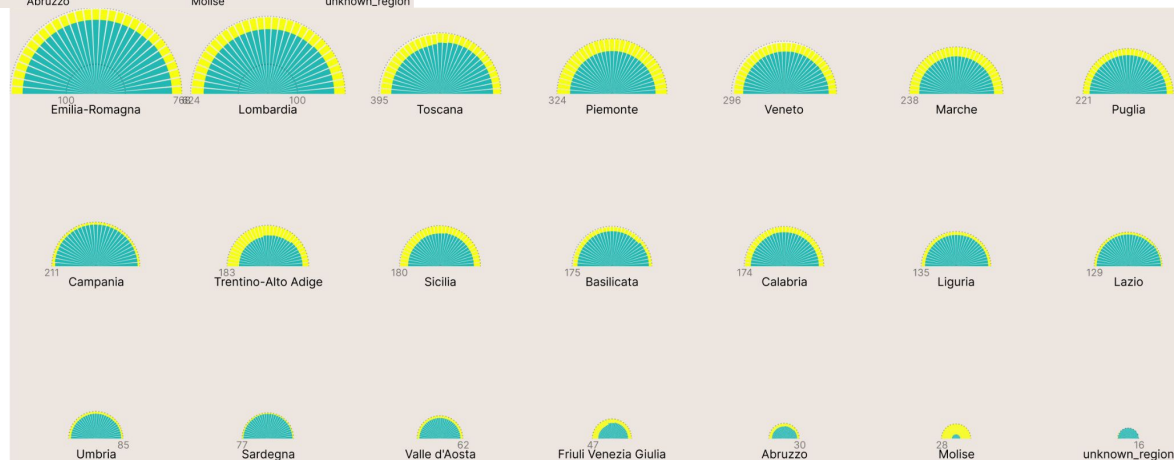 Abruzzo Molise unknown_region
100 768 624 100 395 324 296 238 221
Emilia-Romagna Lombardia Toscana Piemonte Veneto Marche Puglia
211 183 180 175 174 135 129
Campania Trentino-Alto Adige Sicilia Basilicata Calabria Liguria Lazio
85 77 62 47 30 28 16
Umbria Sardegna Valle d'Aosta Friuli Venezia Giulia Abruzzo Molise unknown_region